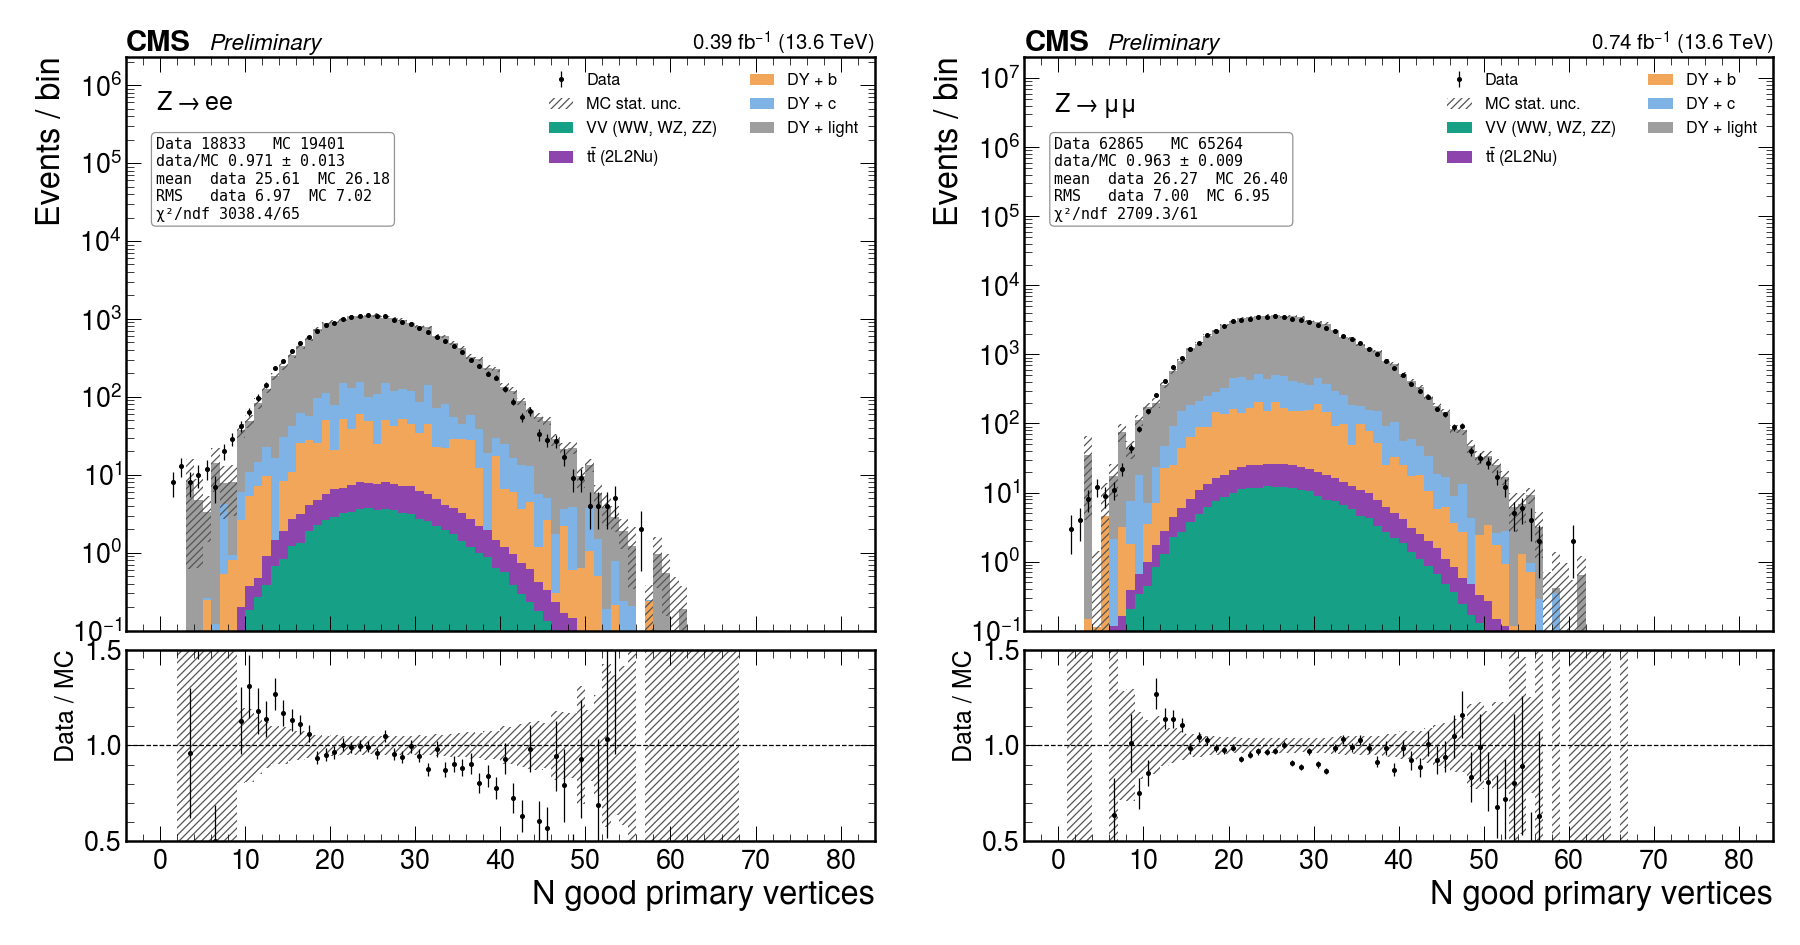 CMS Preliminary 0.39 fb⁻¹ (13.6 TeV)
Events / bin
Z→ee
Data
MC stat. unc.
VV (WW, WZ, ZZ)
tt̄ (2L2Nu)
DY + b
DY + c
DY + light
Data 18833 MC 19401
data/MC 0.971 ± 0.013
mean data 25.61 MC 26.18
RMS data 6.97 MC 7.02
χ²/ndf 3038.4/65
10⁶
10⁵
10⁴
10³
10²
10¹
10⁰
10⁻¹
Data / MC
1.5
1.0
0.5
0 10 20 30 40 50 60 70 80
N good primary vertices
CMS Preliminary 0.74 fb⁻¹ (13.6 TeV)
Events / bin
Z→μμ
Data
MC stat. unc.
VV (WW, WZ, ZZ)
tt̄ (2L2Nu)
DY + b
DY + c
DY + light
Data 62865 MC 65264
data/MC 0.963 ± 0.009
mean data 26.27 MC 26.40
RMS data 7.00 MC 6.95
χ²/ndf 2709.3/61
10⁷
10⁶
10⁵
10⁴
10³
10²
10¹
10⁰
10⁻¹
Data / MC
1.5
1.0
0.5
0 10 20 30 40 50 60 70 80
N good primary vertices